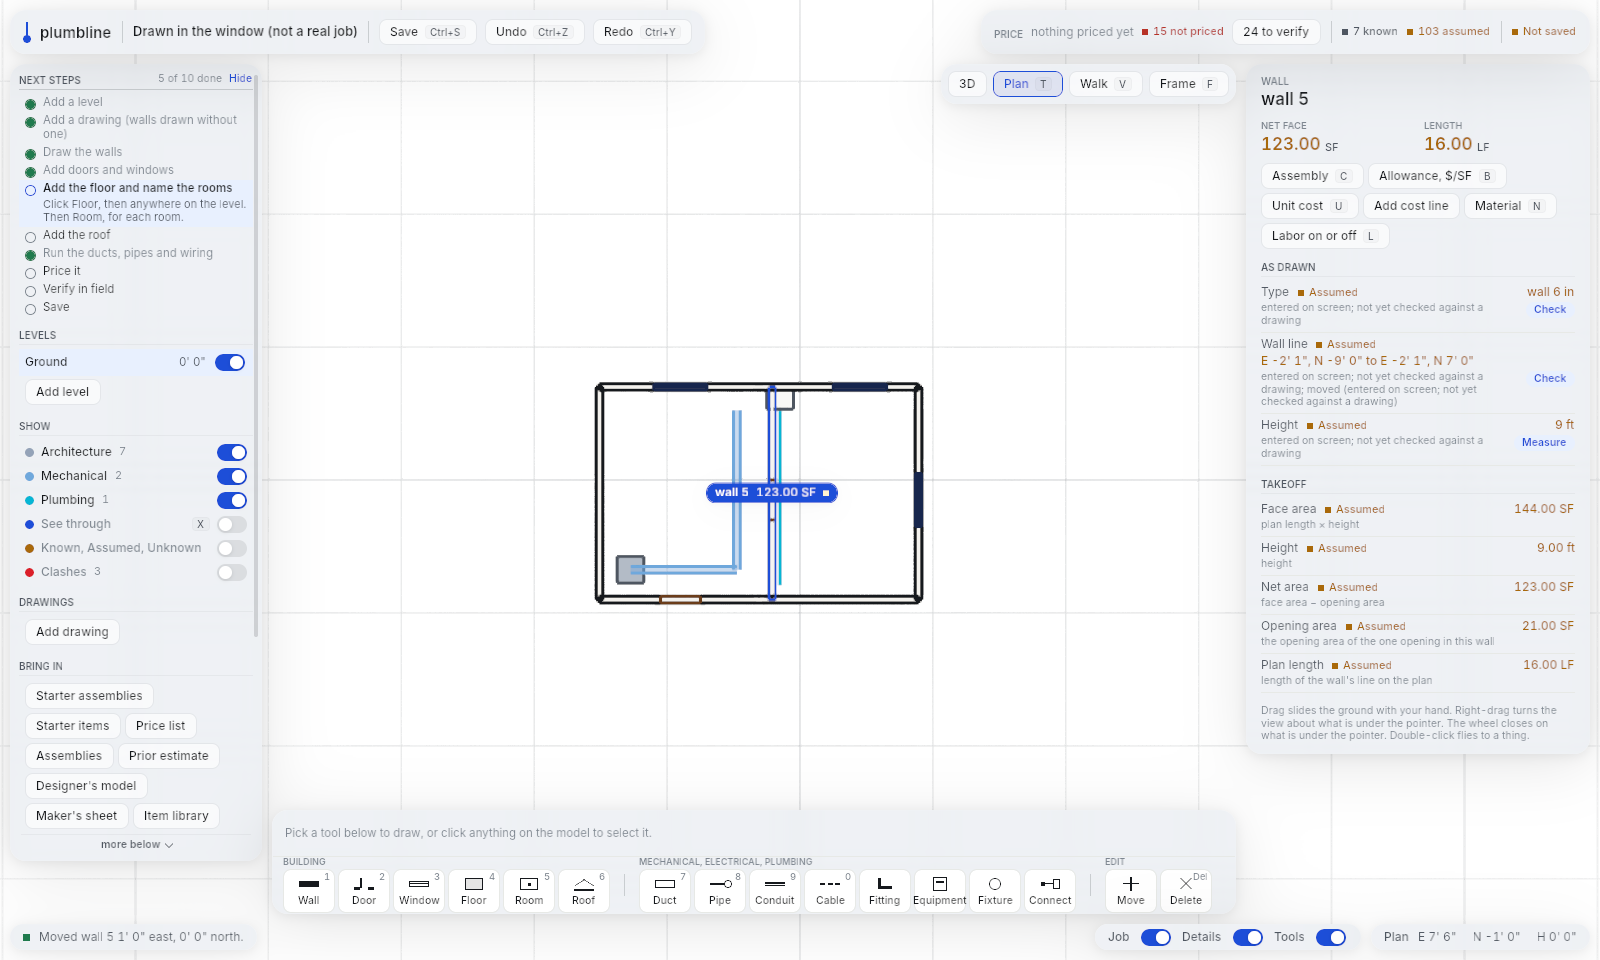 plumbline
Drawn in the window (not a real job)
Save Ctrl+S
Undo Ctrl+Z
Redo Ctrl+Y
PRICE nothing priced yet 15 not priced 24 to verify 7 known 103 assumed Not saved
3D
Plan T
Walk V
Frame F
NEXT STEPS 5 of 10 done Hide
Add a level
Add a drawing (walls drawn without
one)
Draw the walls
Add doors and windows
Add the floor and name the rooms
Click Floor, then anywhere on the level.
Then Room, for each room.
Add the roof
Run the ducts, pipes and wiring
Price it
Verify in field
Save
LEVELS
Ground 0' 0"
Add level
SHOW
Architecture 7
Mechanical 2
Plumbing 1
See through X
Known, Assumed, Unknown
Clashes 3
DRAWINGS
Add drawing
BRING IN
Starter assemblies
Starter items Price list
Assemblies Prior estimate
Designer's model
Maker's sheet Item library
more below
wall 5 123.00 SF
WALL
wall 5
NET FACE LENGTH
123.00 SF 16.00 LF
Assembly C Allowance, $/SF B
Unit cost U Add cost line Material N
Labor on or off L
AS DRAWN
Type Assumed wall 6 in
entered on screen; not yet checked against a
drawing
Check
Wall line Assumed
E -2' 1", N -9' 0" to E -2' 1", N 7' 0"
entered on screen; not yet checked against a
drawing; moved (entered on screen; not yet
checked against a drawing)
Check
Height Assumed 9 ft
entered on screen; not yet checked against a
drawing
Measure
TAKEOFF
Face area Assumed 144.00 SF
plan length × height
Height Assumed 9.00 ft
height
Net area Assumed 123.00 SF
face area − opening area
Opening area Assumed 21.00 SF
the opening area of the one opening in this wall
Plan length Assumed 16.00 LF
length of the wall's line on the plan
Drag slides the ground with your hand. Right-drag turns the
view about what is under the pointer. The wheel closes on
what is under the pointer. Double-click flies to a thing.
Pick a tool below to draw, or click anything on the model to select it.
BUILDING MECHANICAL, ELECTRICAL, PLUMBING EDIT
1 2 3 4 5 6 7 8 9 0 Del
Wall Door Window Floor Room Roof Duct Pipe Conduit Cable Fitting Equipment Fixture Connect Move Delete
Moved wall 5 1' 0" east, 0' 0" north.
Job Details Tools
Plan E 7' 6" N -1' 0" H 0' 0"